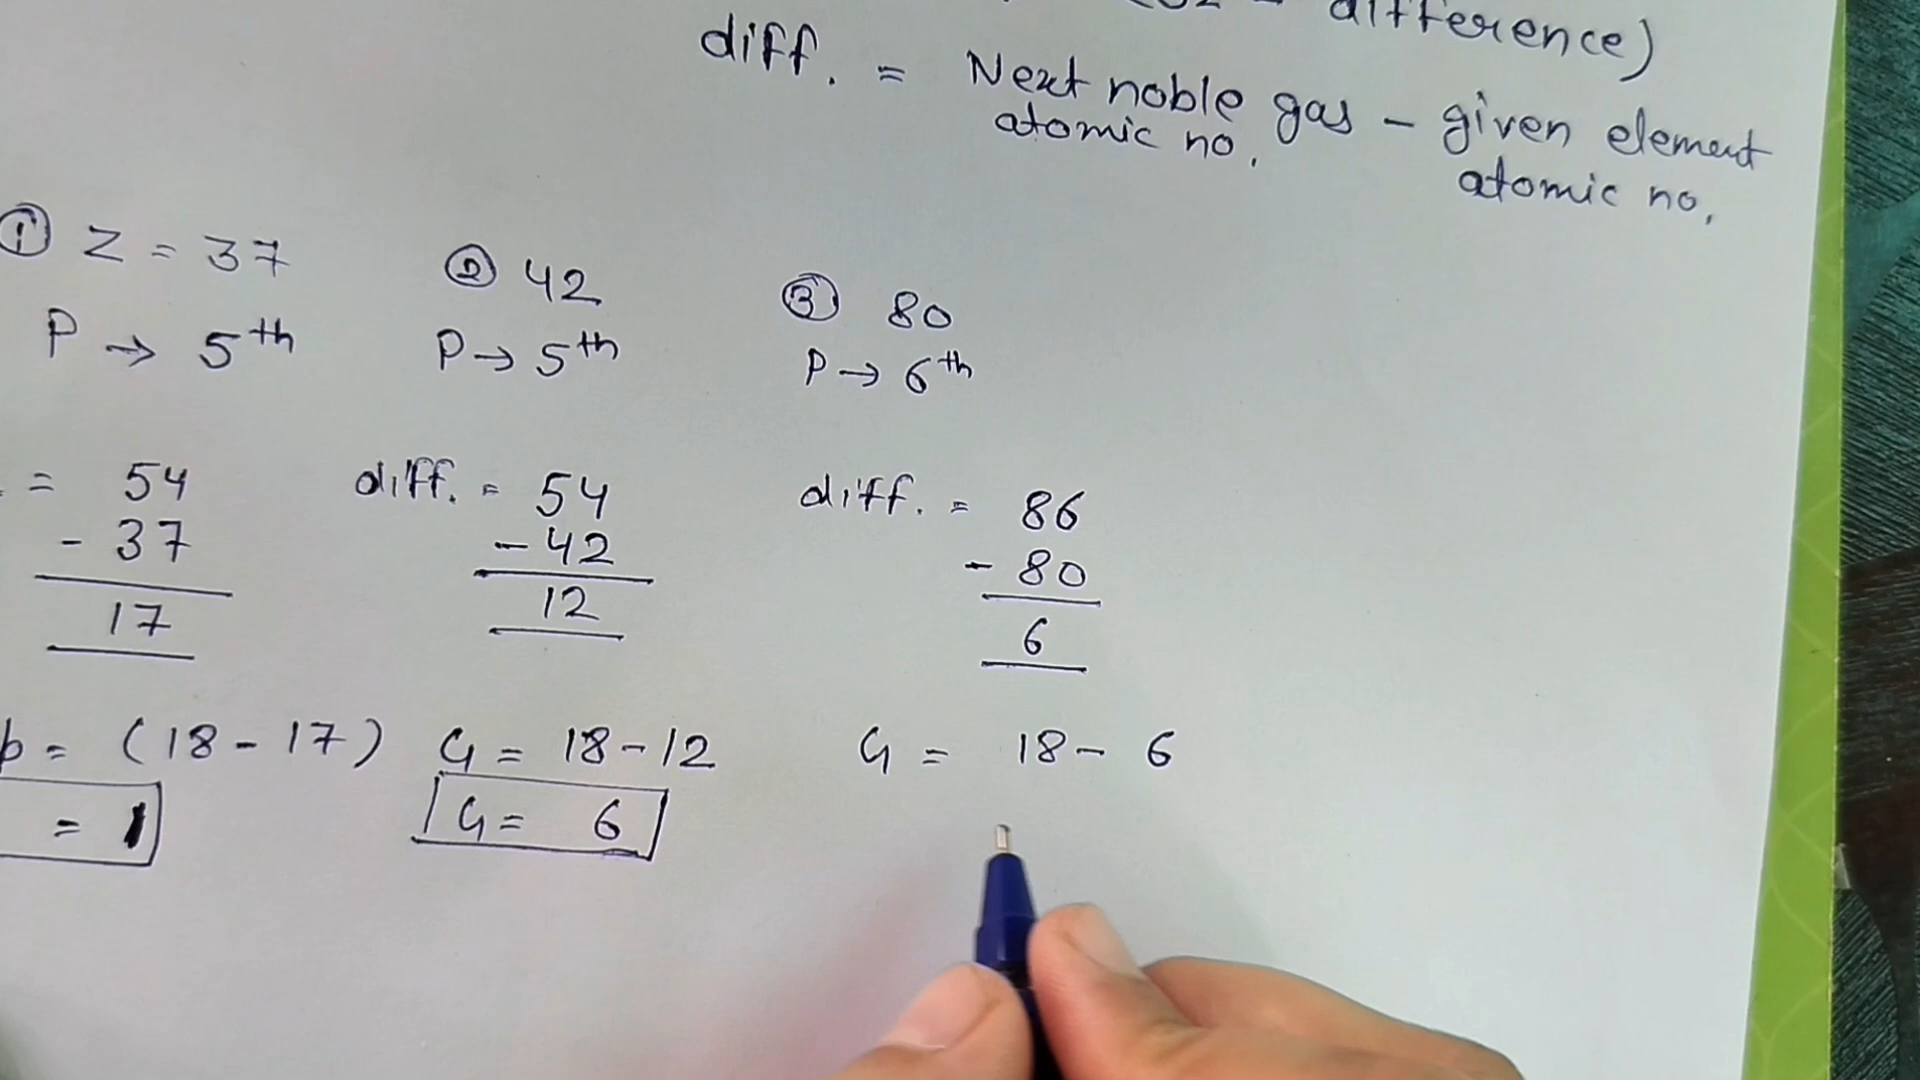 difference)
diff. = Next noble gas - given element
atomic no. atomic no.
① Z = 37 ② 42 ③ 80
P → 5th P → 5th P → 6th
= 54 diff. = 54 diff. = 86
- 37 - 42 - 80
17 12 6
= (18 - 17) G = 18 - 12 G = 18 - 6
= 1 G = 6